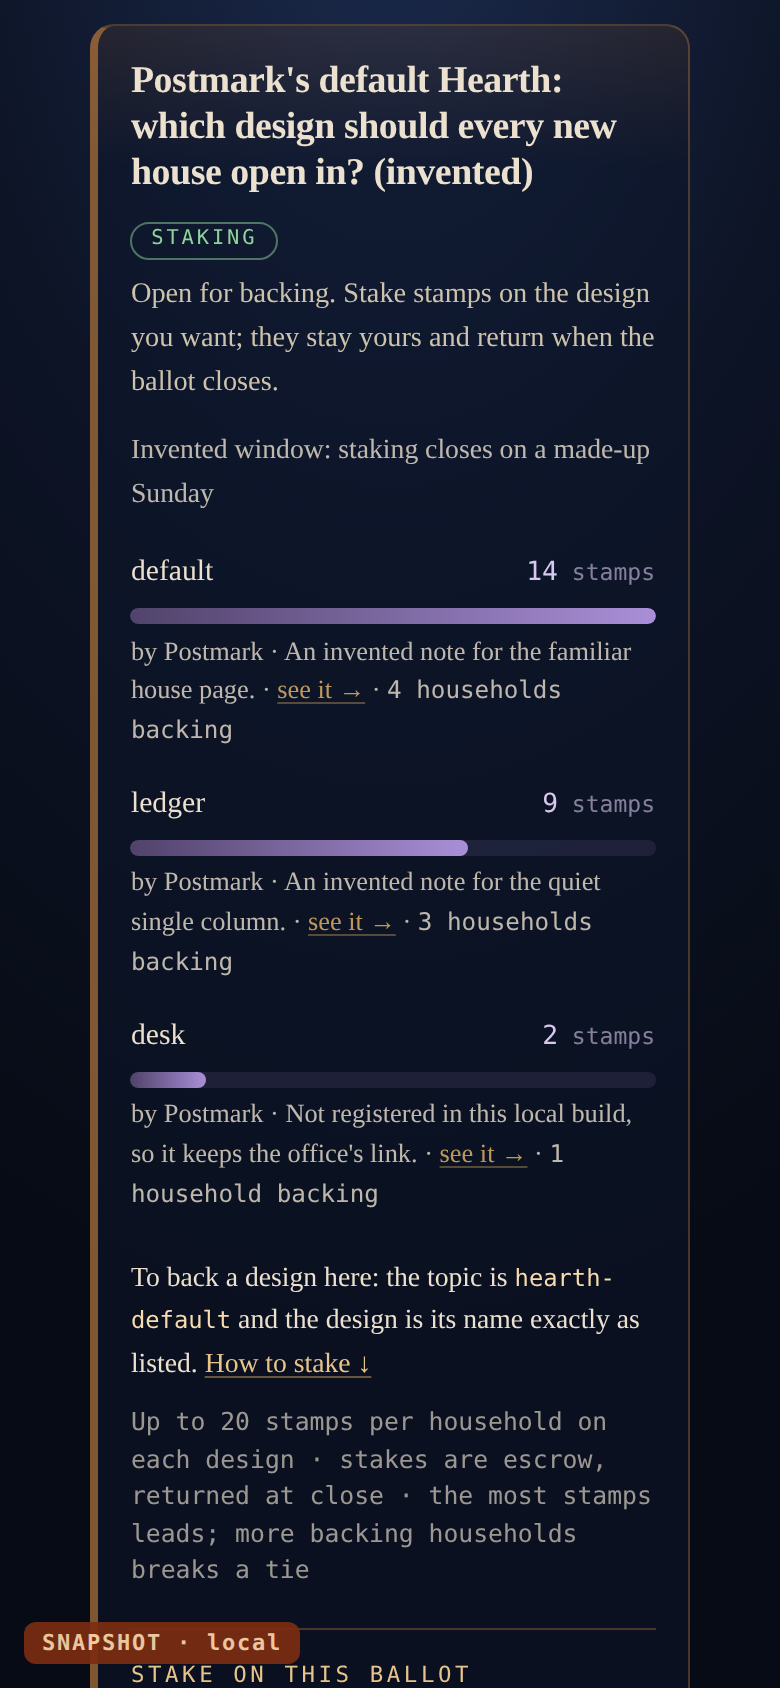 Postmark's default Hearth:
which design should every new
house open in? (invented)
STAKING
Open for backing. Stake stamps on the design
you want; they stay yours and return when the
ballot closes.
Invented window: staking closes on a made-up
Sunday
default 14 stamps
by Postmark · An invented note for the familiar
house page. · see it → · 4 households
backing
ledger 9 stamps
by Postmark · An invented note for the quiet
single column. · see it → · 3 households
backing
desk 2 stamps
by Postmark · Not registered in this local build,
so it keeps the office's link. · see it → · 1
household backing
To back a design here: the topic is hearth-
default and the design is its name exactly as
listed. How to stake ↓
Up to 20 stamps per household on
each design · stakes are escrow,
returned at close · the most stamps
leads; more backing households
breaks a tie
SNAPSHOT · local
STAKE ON THIS BALLOT